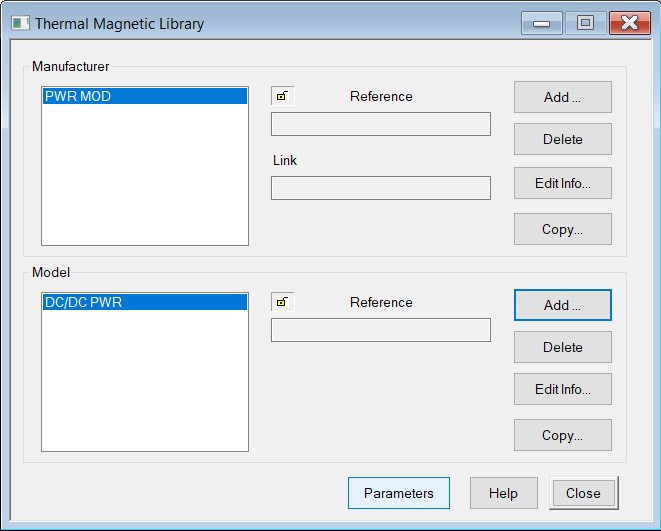 Thermal Magnetic Library
Manufacturer
PWR MOD
Reference
Link
Add ...
Delete
Edit Info...
Copy...
Model
DC/DC PWR
Reference
Add ...
Delete
Edit Info...
Copy...
Parameters
Help
Close